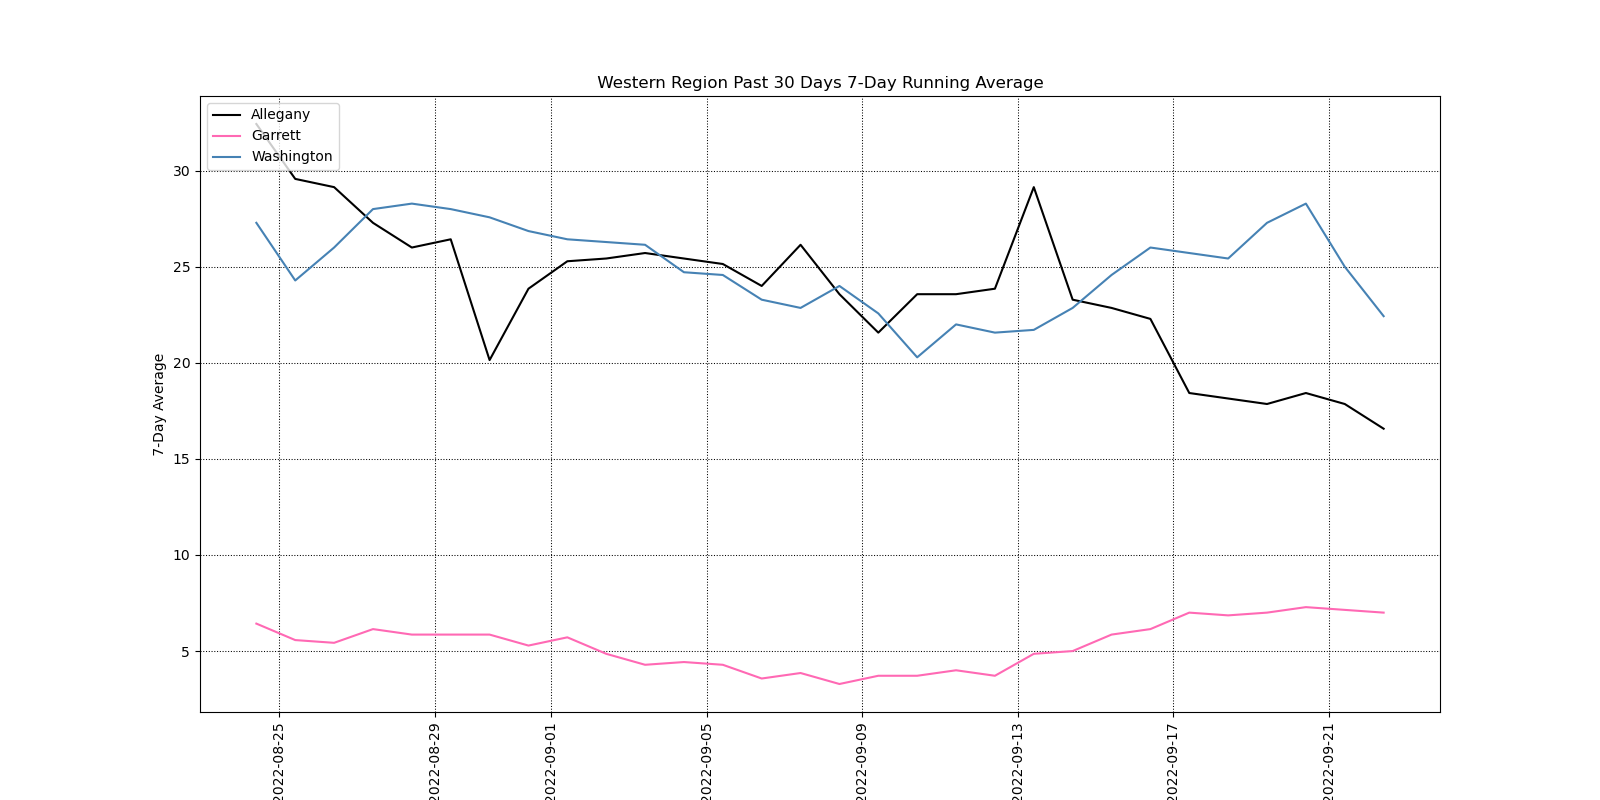 Western Region Past 30 Days 7-Day Running Average
Allegany
Garrett
Washington
7-Day Average
30
25
20
15
10
5
2022-08-25
2022-08-29
2022-09-01
2022-09-05
2022-09-09
2022-09-13
2022-09-17
2022-09-21